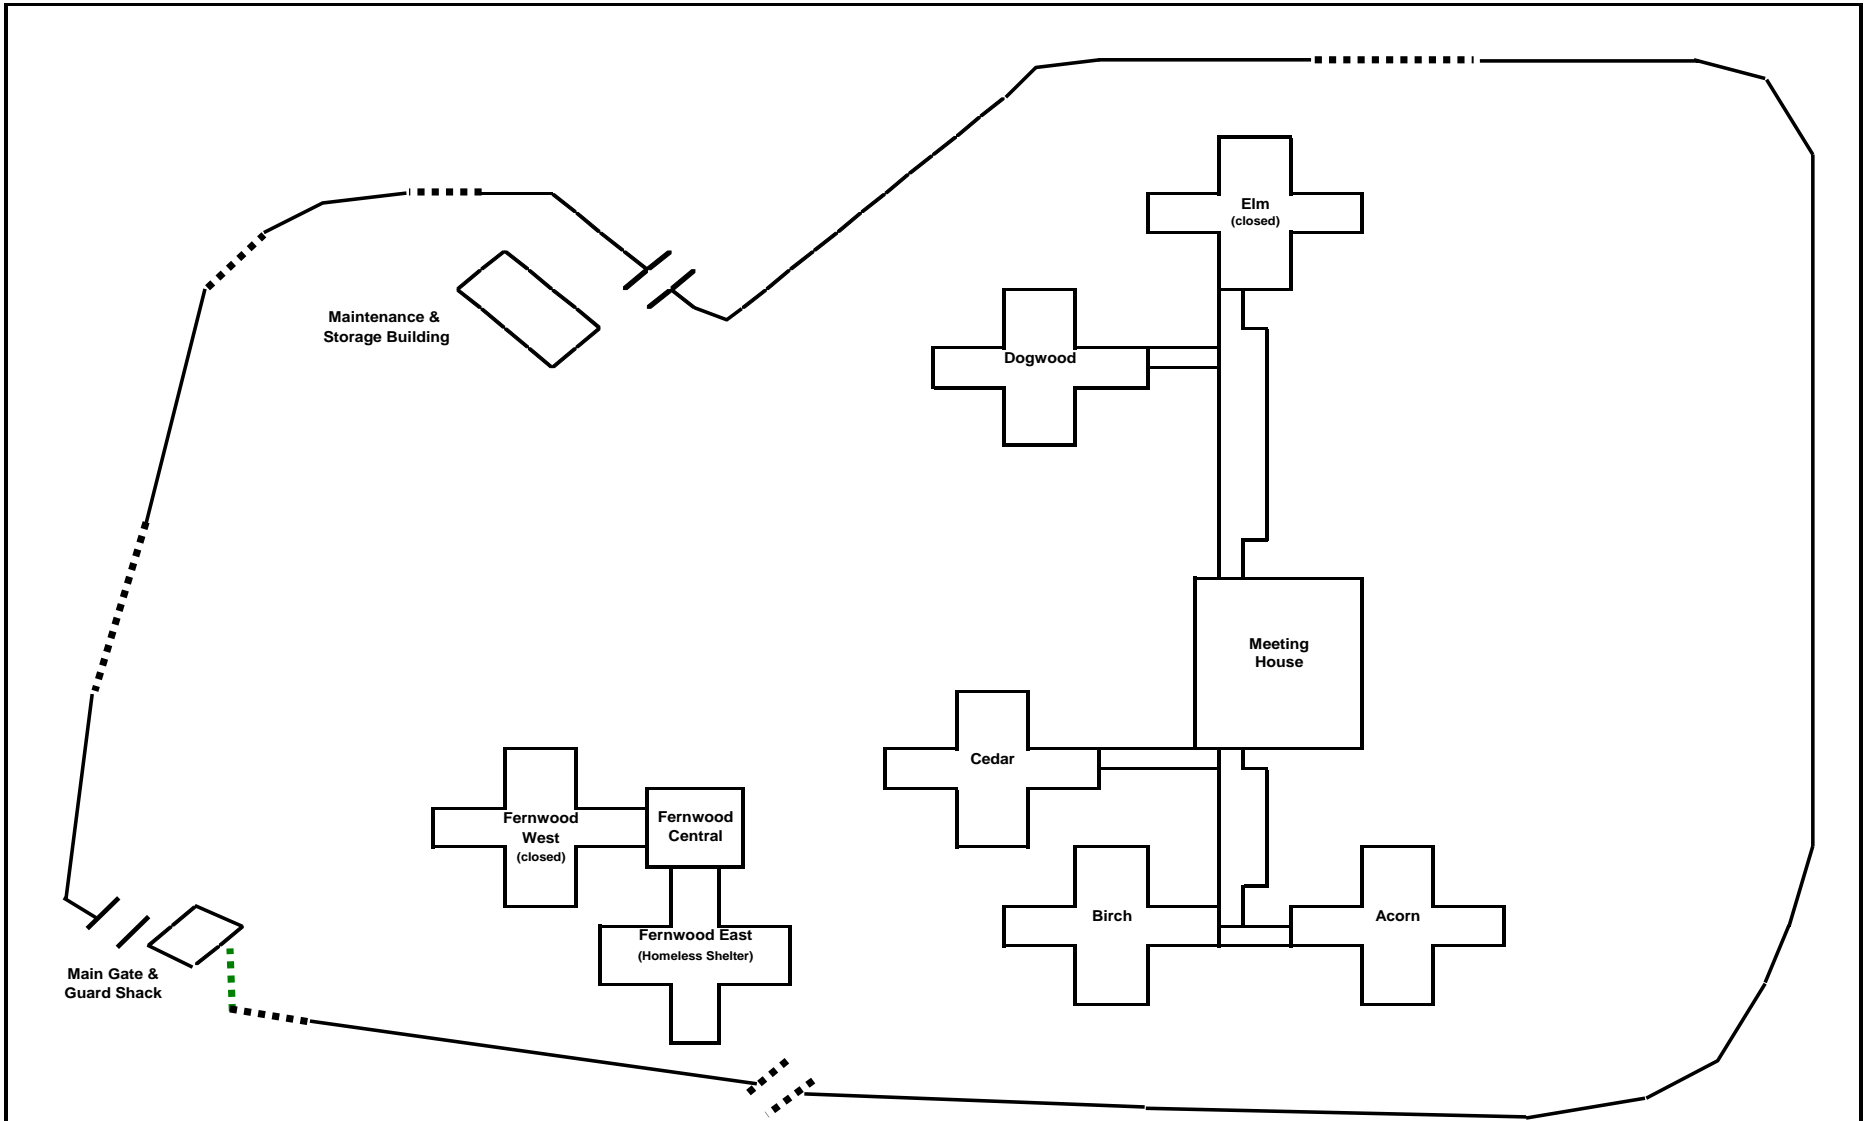 Elm
(closed)
Maintenance &
Storage Building
Dogwood
Meeting
House
Cedar
Fernwood
West
(closed)
Fernwood
Central
Birch
Acorn
Fernwood East
(Homeless Shelter)
Main Gate &
Guard Shack